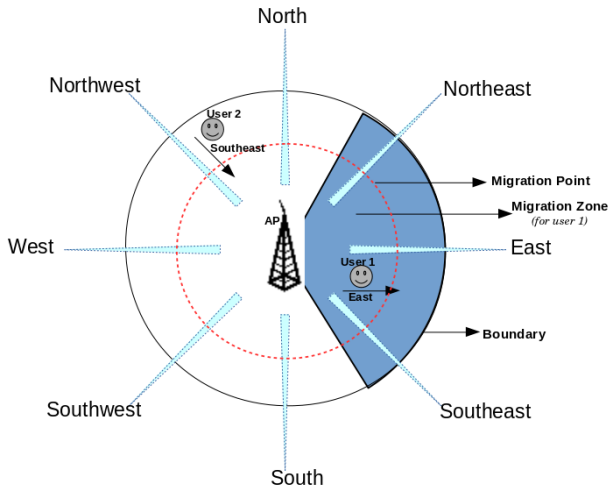 North
Northwest
Northeast
User 2
Southeast
Migration Point
Migration Zone
(for user 1)
AP
West
East
User 1
East
Boundary
Southwest
Southeast
South